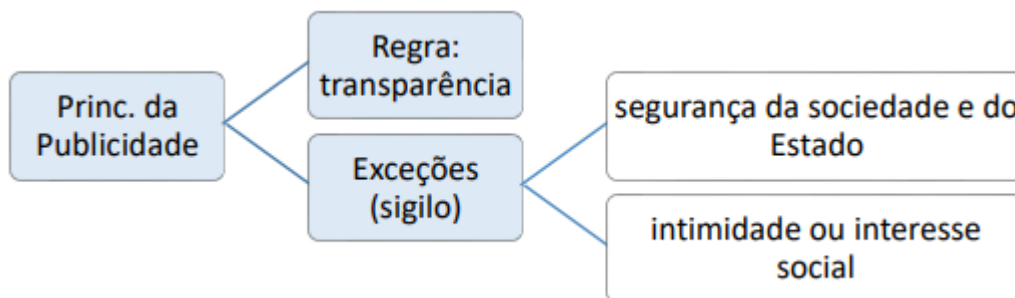 Princ. da
Publicidade
Regra:
transparência
Exceções
(sigilo)
segurança da sociedade e do
Estado
intimidade ou interesse
social